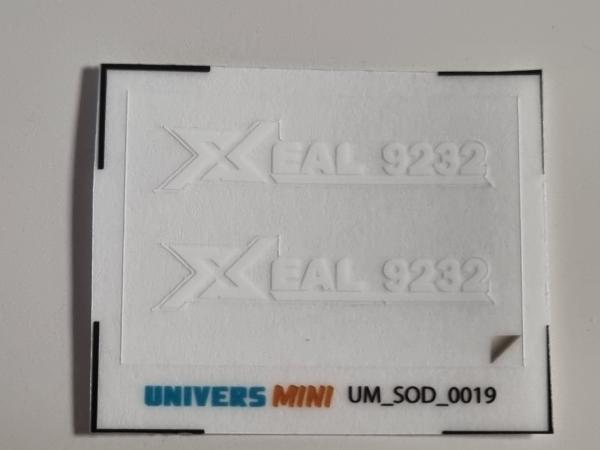 XEAL 9232
XEAL 9232
UNIVERS MINI UM_SOD_0019